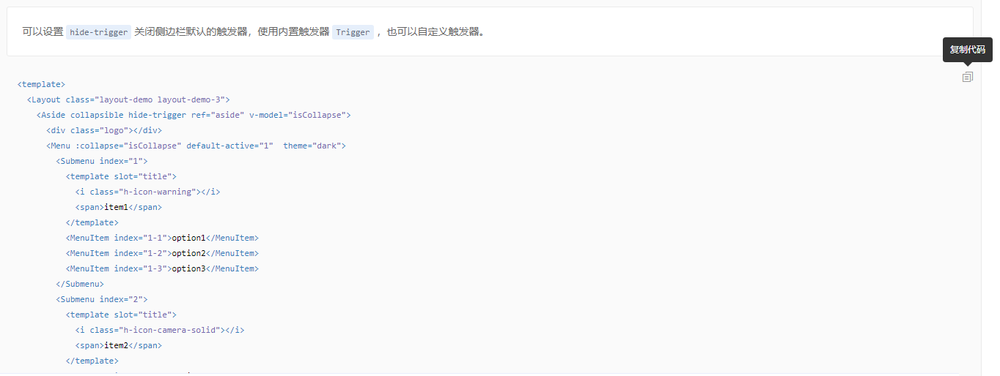 可以设置 hide-trigger 关闭侧边栏默认的触发器，使用内置触发器 Trigger ，也可以自定义触发器。
复制代码
<template>
  <Layout class="layout-demo layout-demo-3">
    <Aside collapsible hide-trigger ref="aside" v-model="isCollapse">
      <div class="logo"></div>
      <Menu :collapse="isCollapse" default-active="1"  theme="dark">
        <Submenu index="1">
          <template slot="title">
            <i class="h-icon-warning"></i>
            <span>item1</span>
          </template>
          <MenuItem index="1-1">option1</MenuItem>
          <MenuItem index="1-2">option2</MenuItem>
          <MenuItem index="1-3">option3</MenuItem>
        </Submenu>
        <Submenu index="2">
          <template slot="title">
            <i class="h-icon-camera-solid"></i>
            <span>item2</span>
          </template>